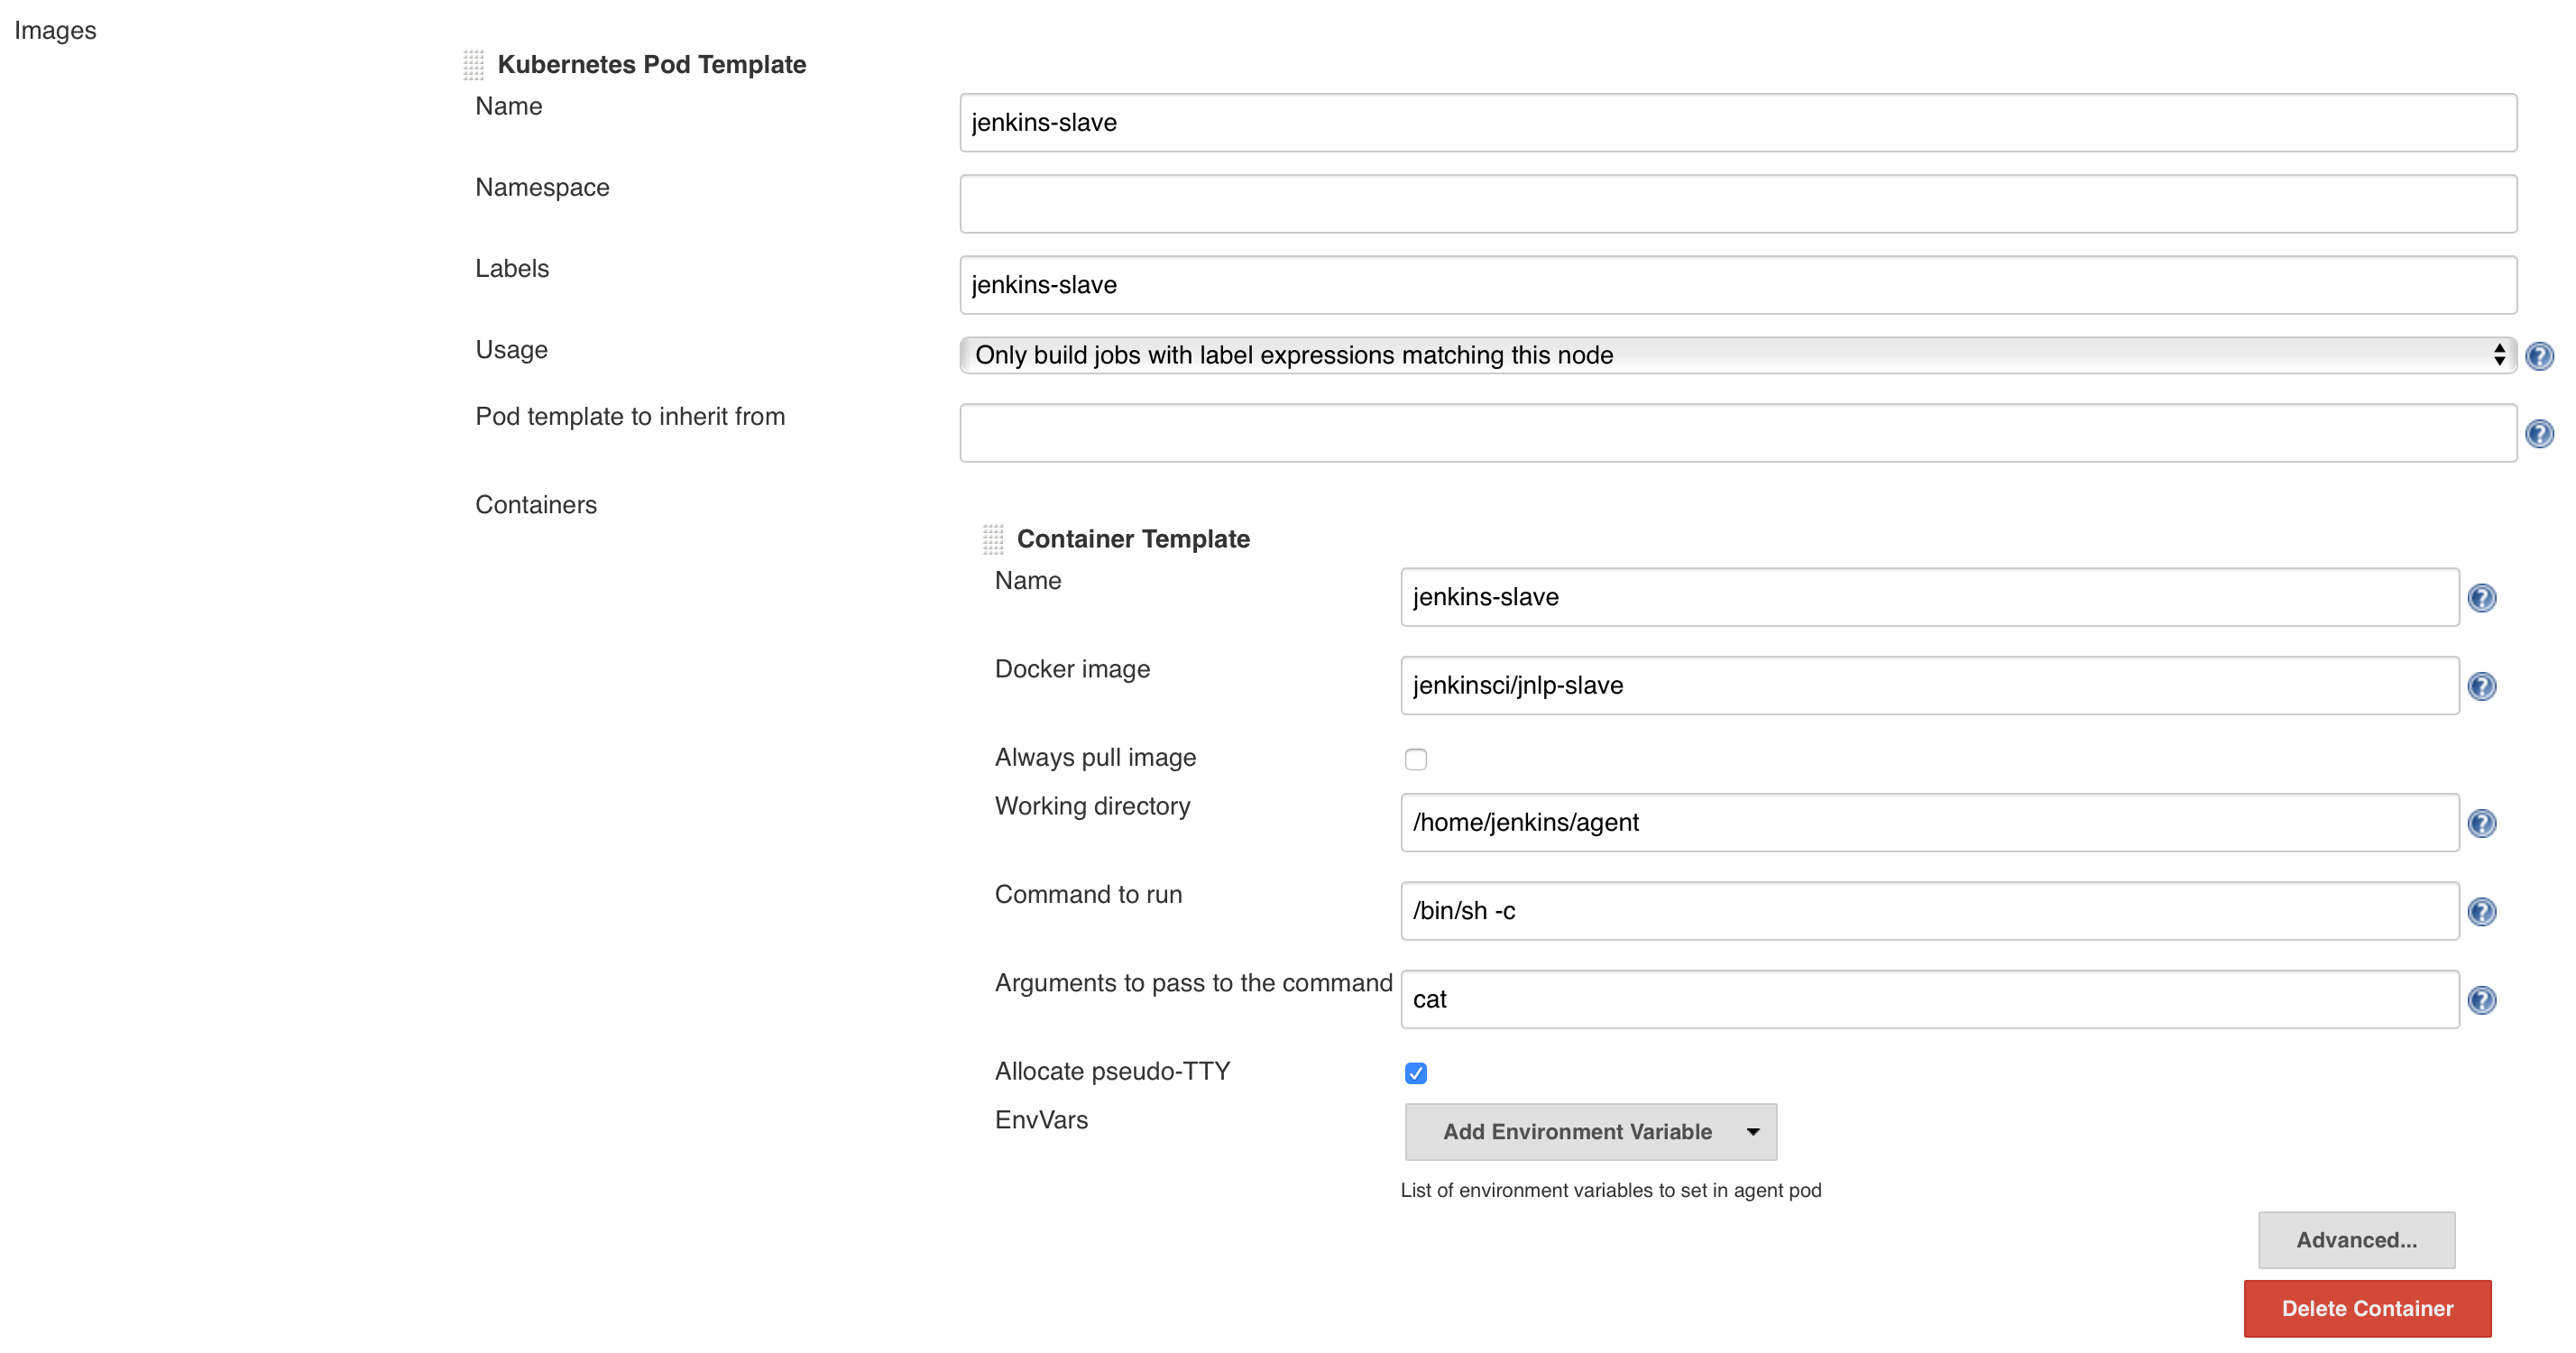 Images
Kubernetes Pod Template
Name
jenkins-slave
Namespace
Labels
jenkins-slave
Usage
Only build jobs with label expressions matching this node
Pod template to inherit from
Containers
Container Template
Name
jenkins-slave
Docker image
jenkinsci/jnlp-slave
Always pull image
Working directory
/home/jenkins/agent
Command to run
/bin/sh -c
Arguments to pass to the command
cat
Allocate pseudo-TTY
EnvVars
Add Environment Variable
List of environment variables to set in agent pod
Advanced...
Delete Container